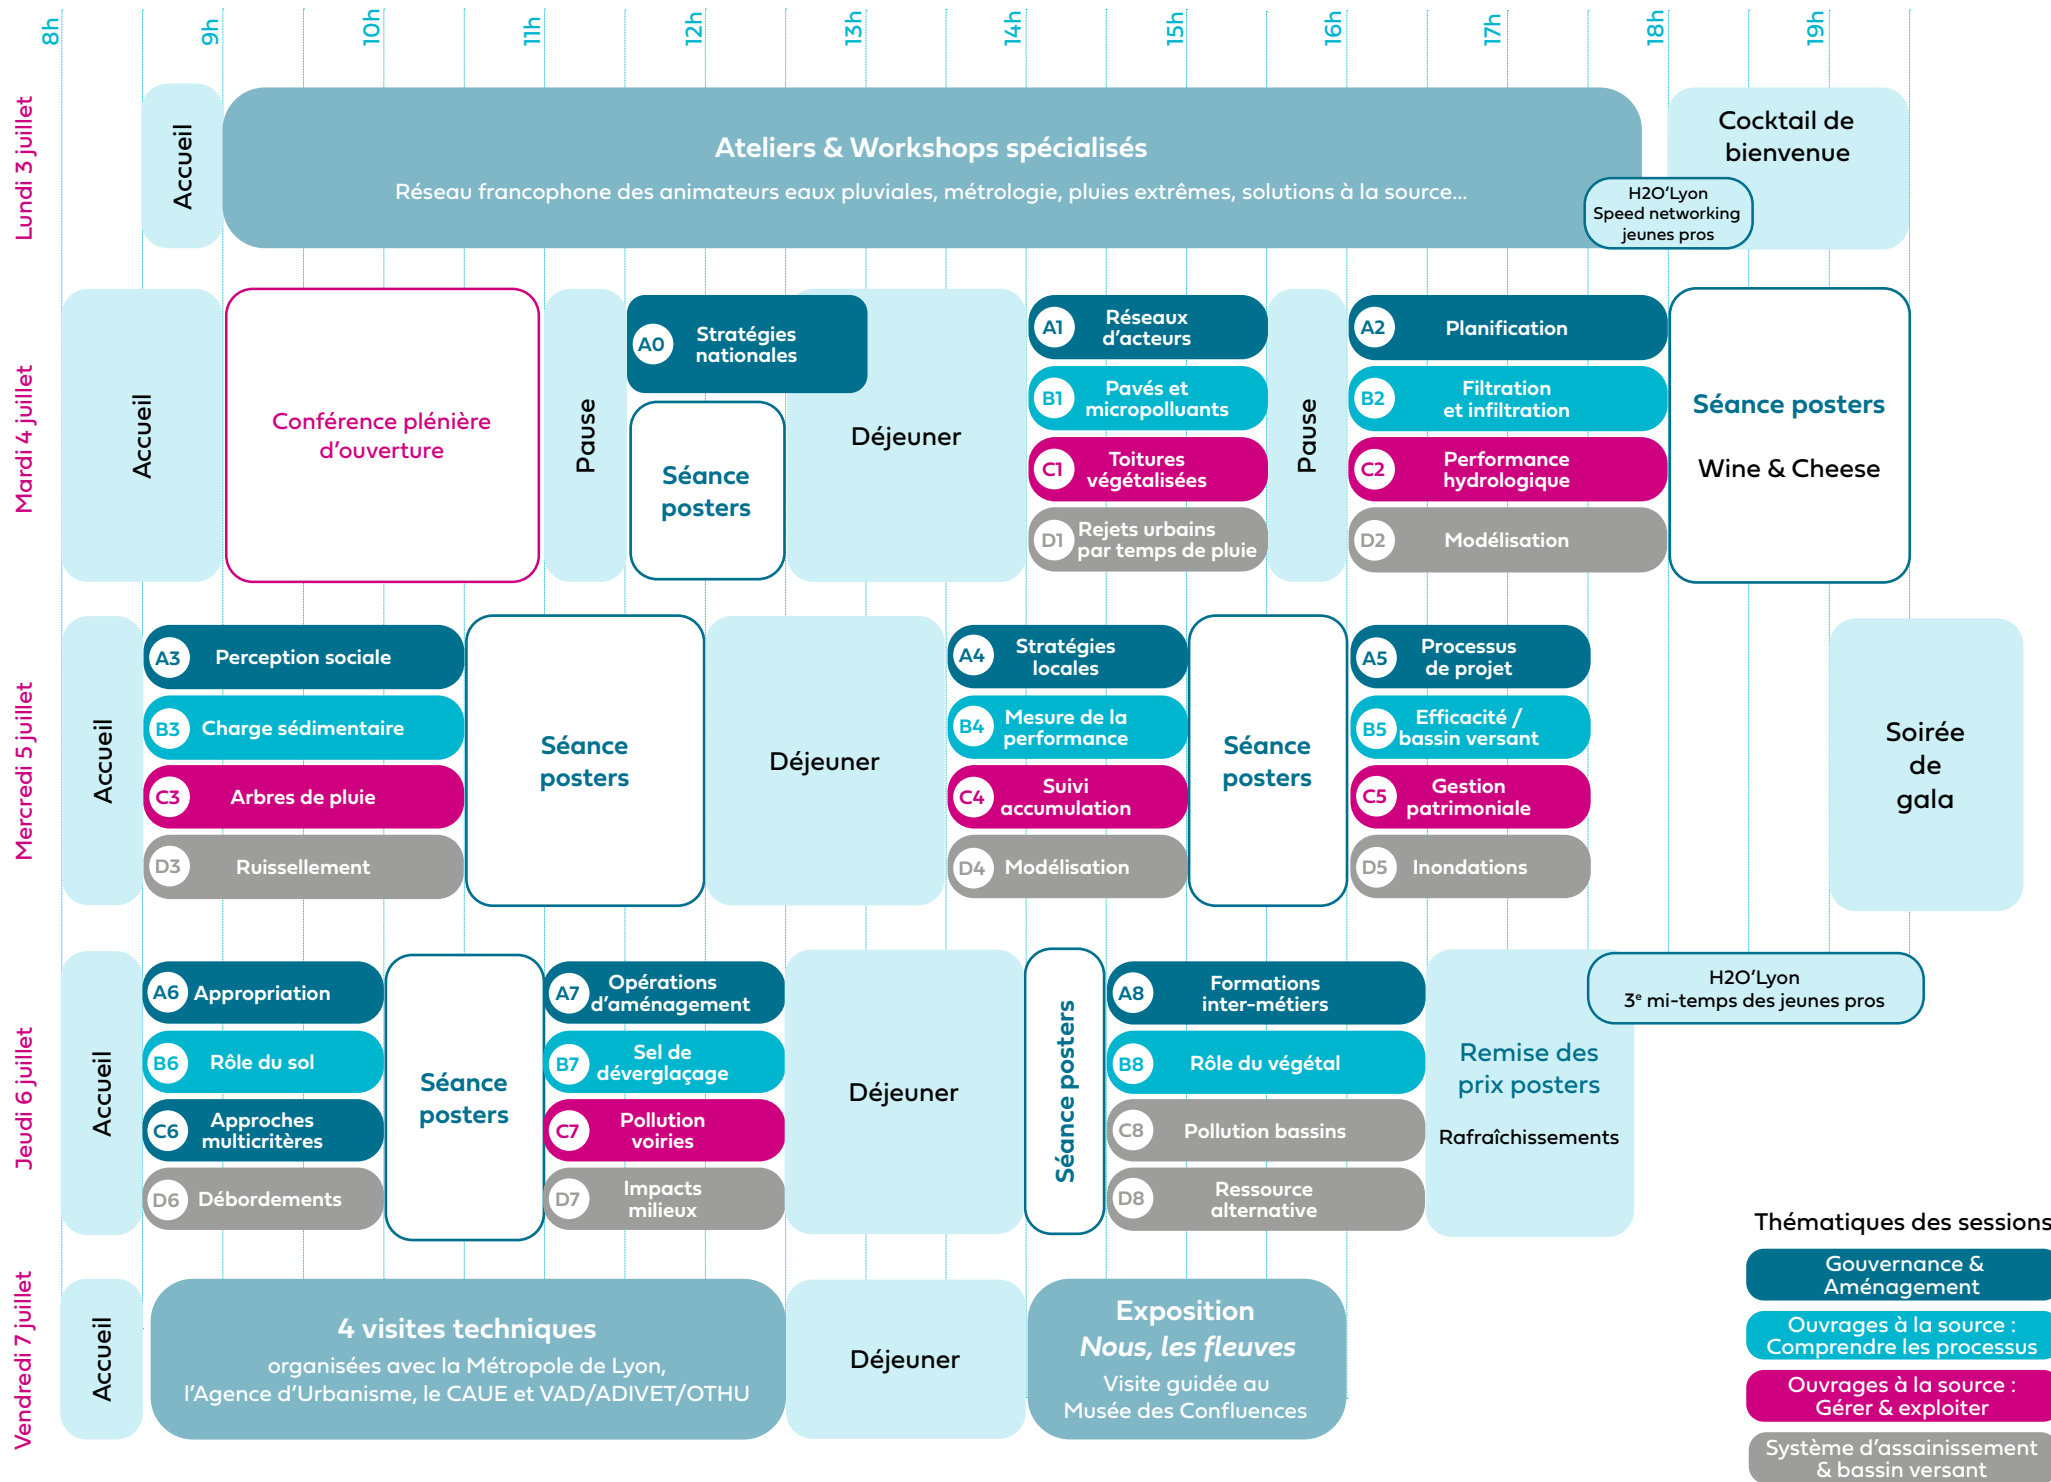 8h
9h
10h
11h
12h
13h
14h
15h
16h
17h
18h
19h
Lundi 3 juillet
Accueil
Ateliers & Workshops spécialisés
Réseau francophone des animateurs eaux pluviales, métrologie, pluies extrêmes, solutions à la source...
H2O'Lyon
Speed networking
jeunes pros
Cocktail de
bienvenue
Mardi 4 juillet
Accueil
Conférence plénière
d'ouverture
Pause
A0
Stratégies
nationales
Séance
posters
Déjeuner
A1
Réseaux
d'acteurs
B1
Pavés et
micropolluants
C1
Toitures
végétalisées
D1
Rejets urbains
par temps de pluie
Pause
A2
Planification
B2
Filtration
et infiltration
C2
Performance
hydrologique
D2
Modélisation
Séance posters
Wine & Cheese
Mercredi 5 juillet
Accueil
A3
Perception sociale
B3
Charge sédimentaire
C3
Arbres de pluie
D3
Ruissellement
Séance
posters
Déjeuner
A4
Stratégies
locales
B4
Mesure de la
performance
C4
Suivi
accumulation
D4
Modélisation
Séance
posters
A5
Processus
de projet
B5
Efficacité /
bassin versant
C5
Gestion
patrimoniale
D5
Inondations
Soirée
de
gala
Jeudi 6 juillet
Accueil
A6
Appropriation
B6
Rôle du sol
C6
Approches
multicritères
D6
Débordements
Séance
posters
A7
Opérations
d'aménagement
B7
Sel de
déverglaçage
C7
Pollution
voiries
D7
Impacts
milieux
Déjeuner
Séance posters
A8
Formations
inter-métiers
B8
Rôle du végétal
C8
Pollution bassins
D8
Ressource
alternative
Remise des
prix posters
Rafraîchissements
H2O'Lyon
3e mi-temps des jeunes pros
Vendredi 7 juillet
Accueil
4 visites techniques
organisées avec la Métropole de Lyon,
l'Agence d'Urbanisme, le CAUE et VAD/ADIVET/OTHU
Déjeuner
Exposition
Nous, les fleuves
Visite guidée au
Musée des Confluences
Thématiques des sessions
Gouvernance &
Aménagement
Ouvrages à la source :
Comprendre les processus
Ouvrages à la source :
Gérer & exploiter
Système d'assainissement
& bassin versant